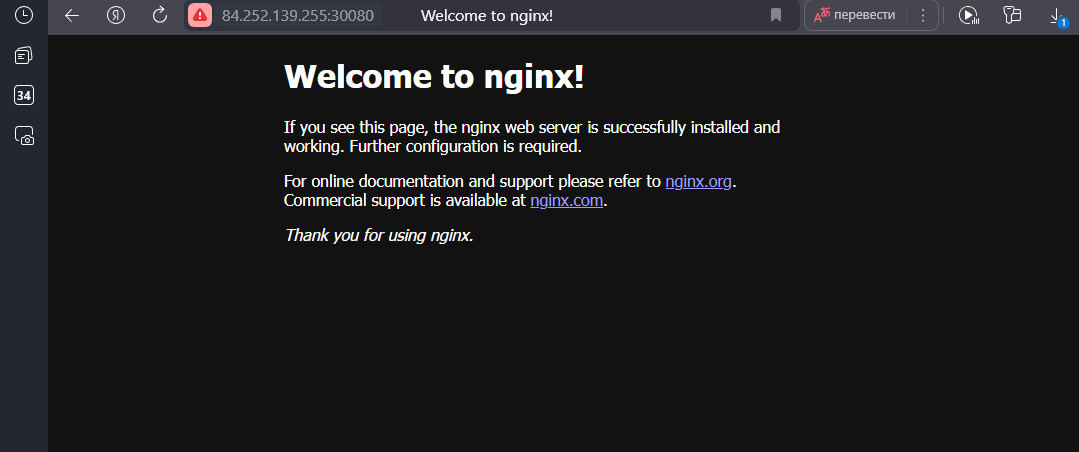 84.252.139.255:30080 Welcome to nginx! перевести
34
1
Welcome to nginx!
If you see this page, the nginx web server is successfully installed and
working. Further configuration is required.
For online documentation and support please refer to nginx.org.
Commercial support is available at nginx.com.
Thank you for using nginx.